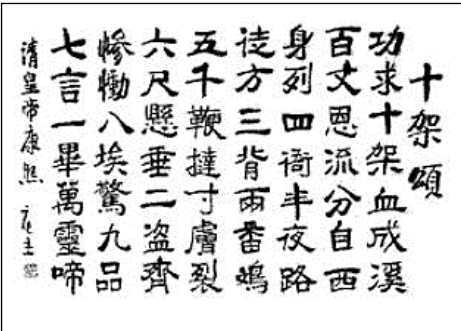 十架頌
功求十架血成溪
百丈恩流分自西
身列四衙半夜路
徒方三背兩番
五千鞭撻寸膚裂
六尺懸垂二盜齊
慘慟八埃驚九品
七言一畢萬靈啼
清皇帝康熙